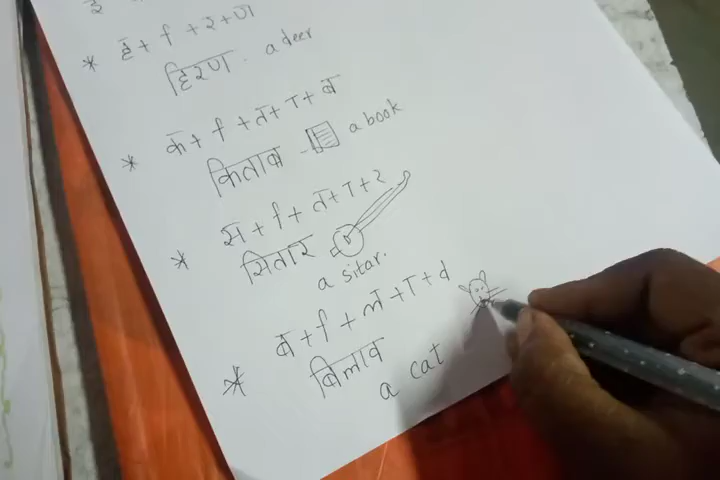 * ह + ि + र + ण
हिरण - a deer
* क + ि + त + ा + ब
किताब - a book
* स + ि + त + ा + र
सितार
a sitar.
* ब + ि + ल + ा + व
बिलाव
a cat